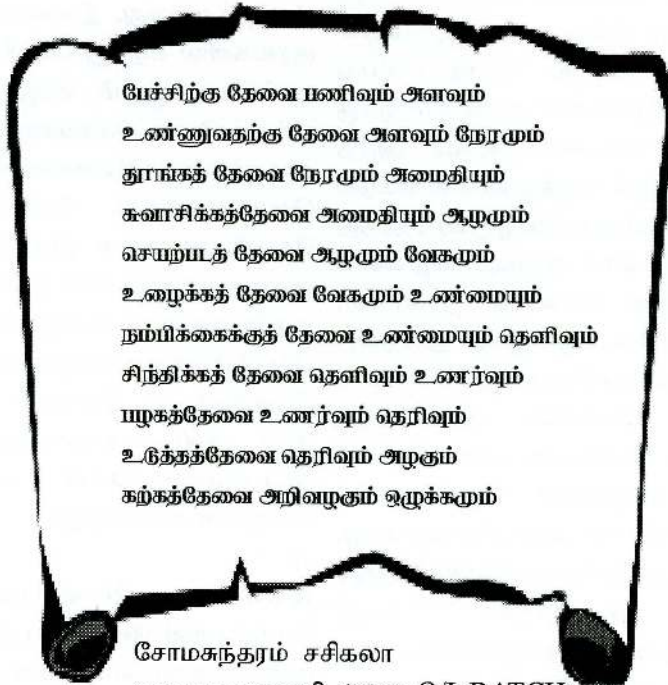 பேச்சிற்கு தேவை பணிவும் அளவும்
உண்ணுவதற்கு தேவை அளவும் நேரமும்
தூங்கத் தேவை நேரமும் அமைதியும்
சுவாசிக்கத்தேவை அமைதியும் ஆழமும்
செயற்படத் தேவை ஆழமும் வேகமும்
உழைக்கத் தேவை வேகமும் உண்மையும்
நம்பிக்கைக்குத் தேவை உண்மையும் தெளிவும்
சிந்திக்கத் தேவை தெளிவும் உணர்வும்
பழகத்தேவை உணர்வும் தெரிவும்
உடுத்தத்தேவை தெரிவும் அழகும்
கற்கத்தேவை அறிவழகும் ஒழுக்கமும்
சோமசுந்தரம் சசிகலா
BATCH